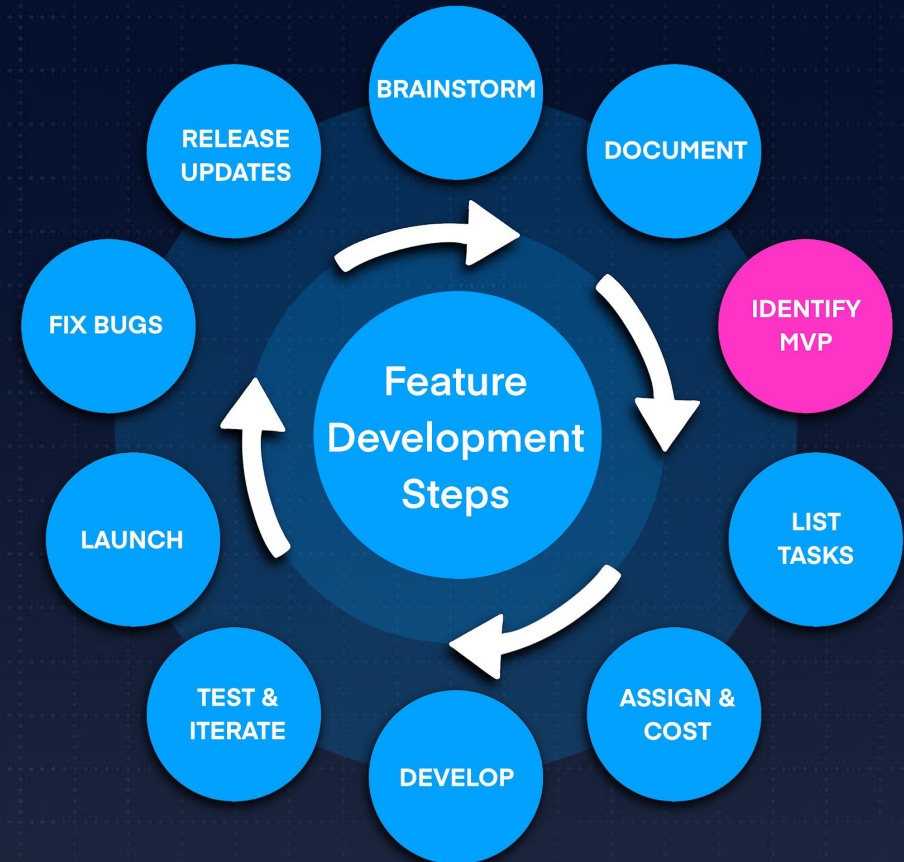 BRAINSTORM
DOCUMENT
IDENTIFY
MVP
LIST
TASKS
ASSIGN &
COST
DEVELOP
TEST &
ITERATE
LAUNCH
FIX BUGS
RELEASE
UPDATES
Feature
Development
Steps